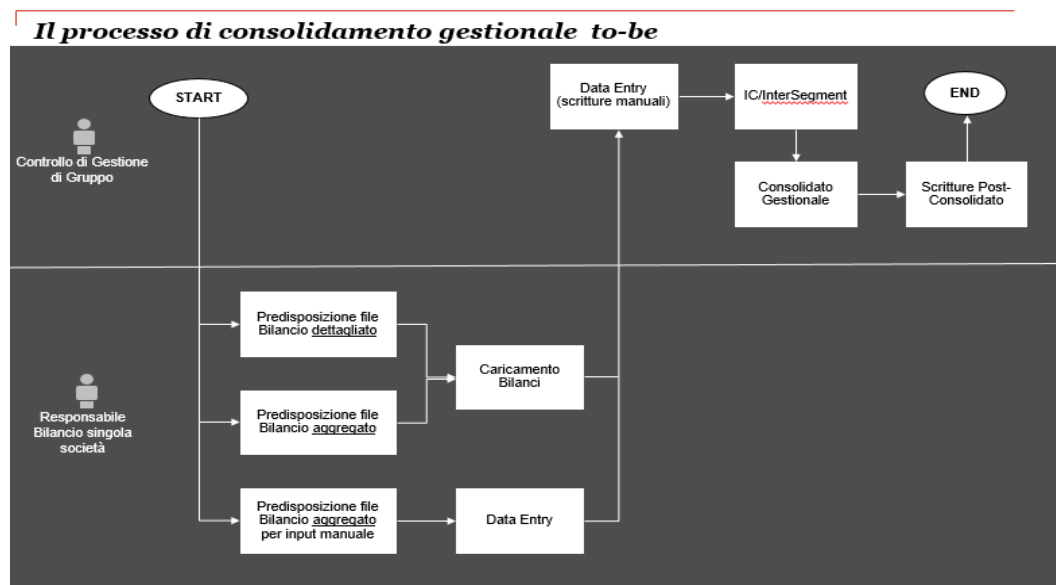 Il processo di consolidamento gestionale to-be
START
Data Entry
(scritture manuali)
IC/InterSegment
END
Controllo di Gestione
di Gruppo
Consolidato
Gestionale
Scritture Post-
Consolidato
Predisposizione file
Bilancio dettagliato
Caricamento
Bilanci
Responsabile
Bilancio singola
società
Predisposizione file
Bilancio aggregato
Predisposizione file
Bilancio aggregato
per input manuale
Data Entry